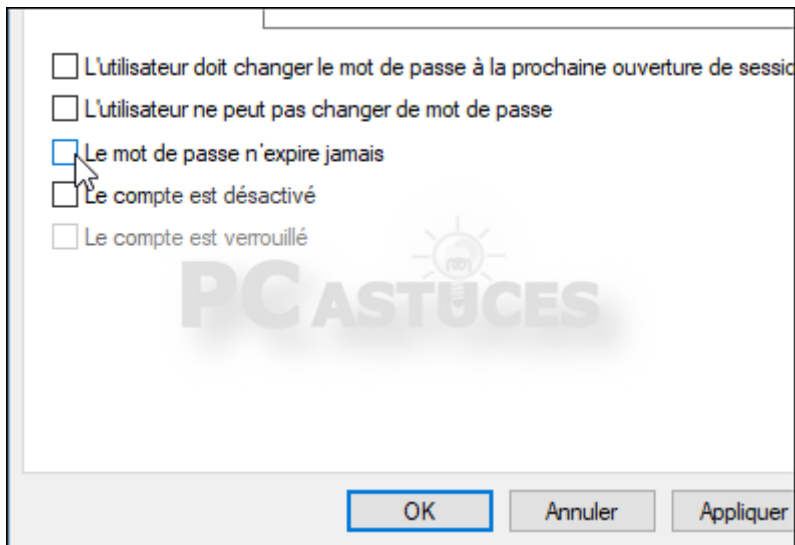 L'utilisateur doit changer le mot de passe à la prochaine ouverture de sessio
L'utilisateur ne peut pas changer de mot de passe
Le mot de passe n'expire jamais
Le compte est désactivé
Le compte est verrouillé
PC ASTUCES
OK Annuler Appliquer